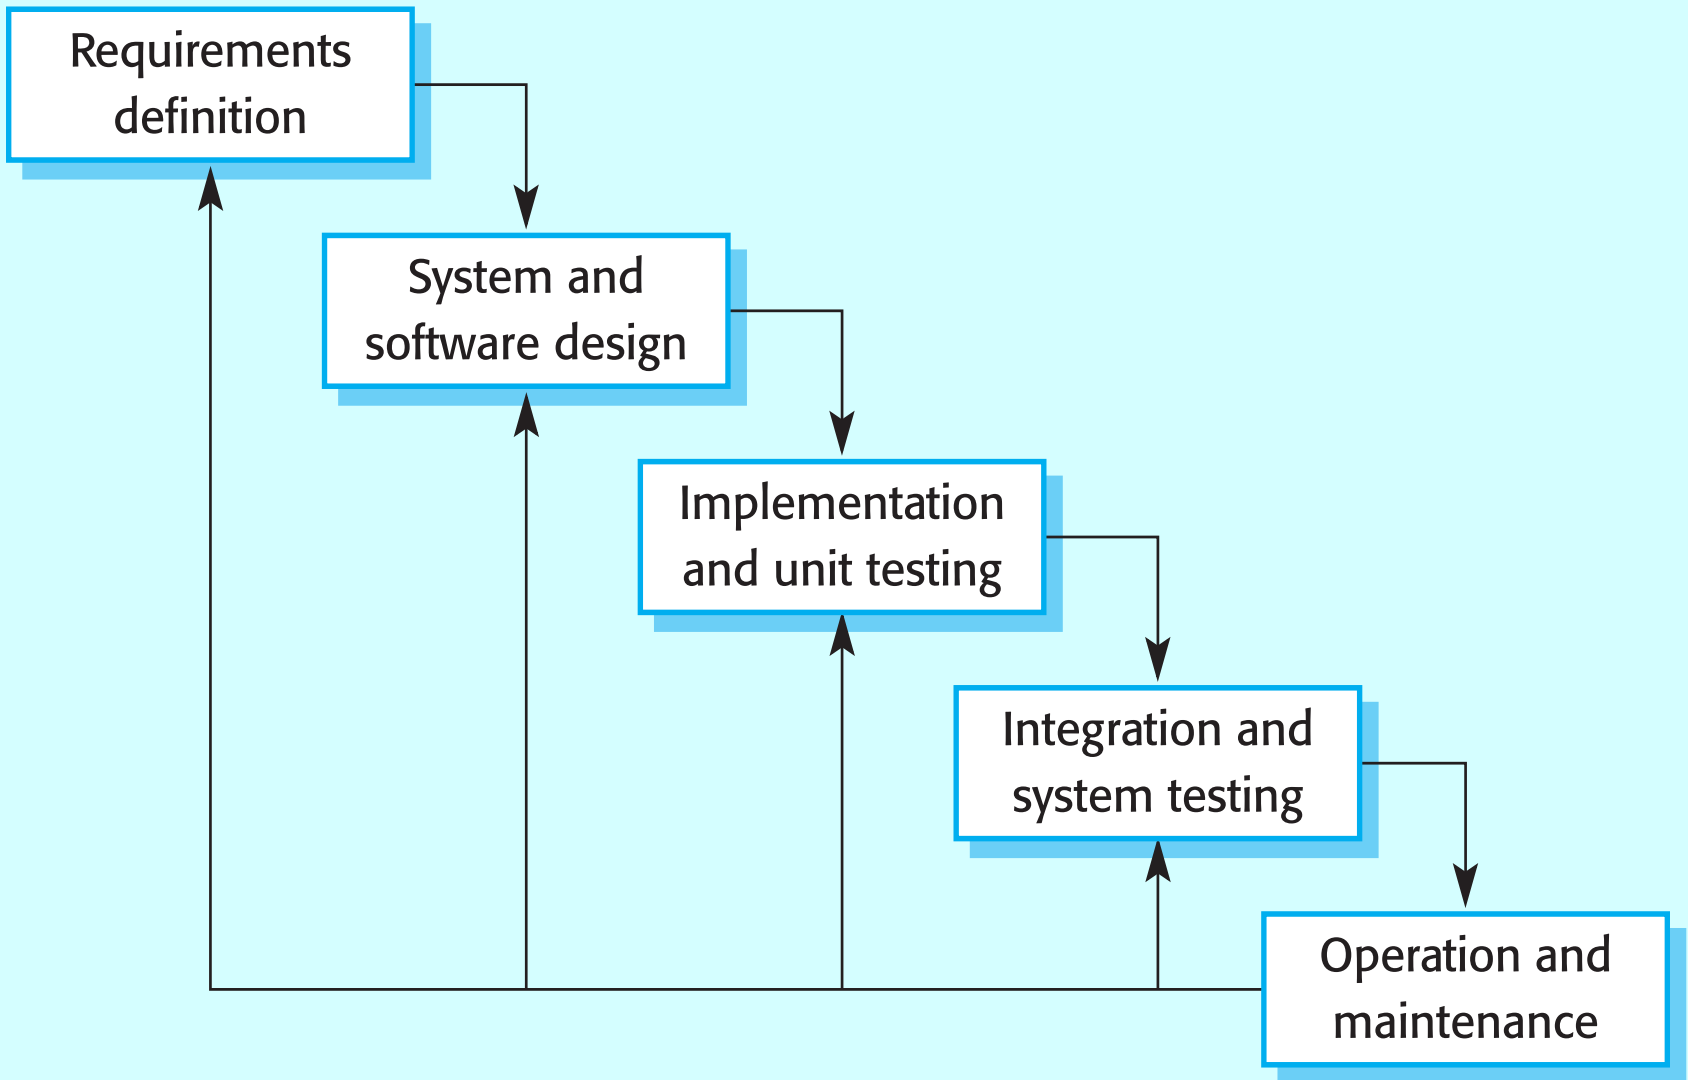 Requirements
definition
System and
software design
Implementation
and unit testing
Integration and
system testing
Operation and
maintenance